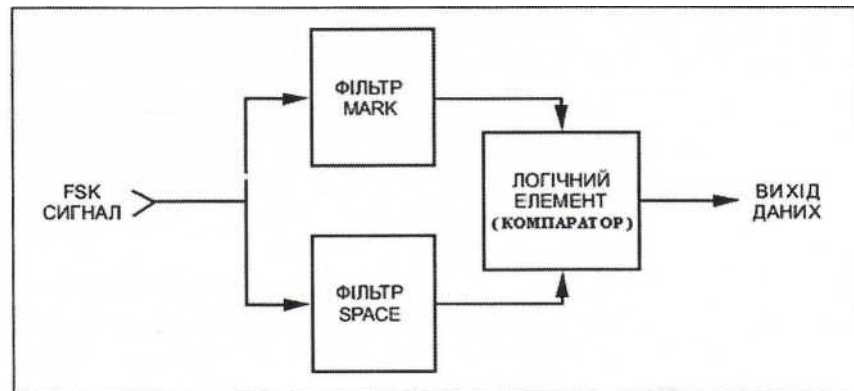 ФІЛЬТР
MARK
FSK
СИГНАЛ
ЛОГІЧНИЙ
ЕЛЕМЕНТ
(КОМПАРАТОР)
ВИХІД
ДАНИХ
ФІЛЬТР
SPACE